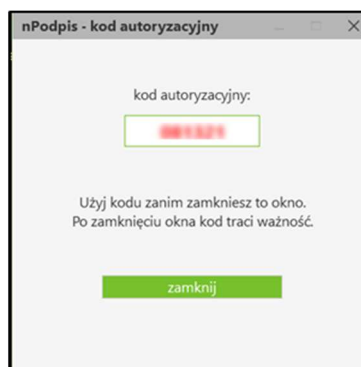 nPodpis - kod autoryzacyjny
kod autoryzacyjny:
Użyj kodu zanim zamkniesz to okno.
Po zamknięciu okna kod traci ważność.
zamknij